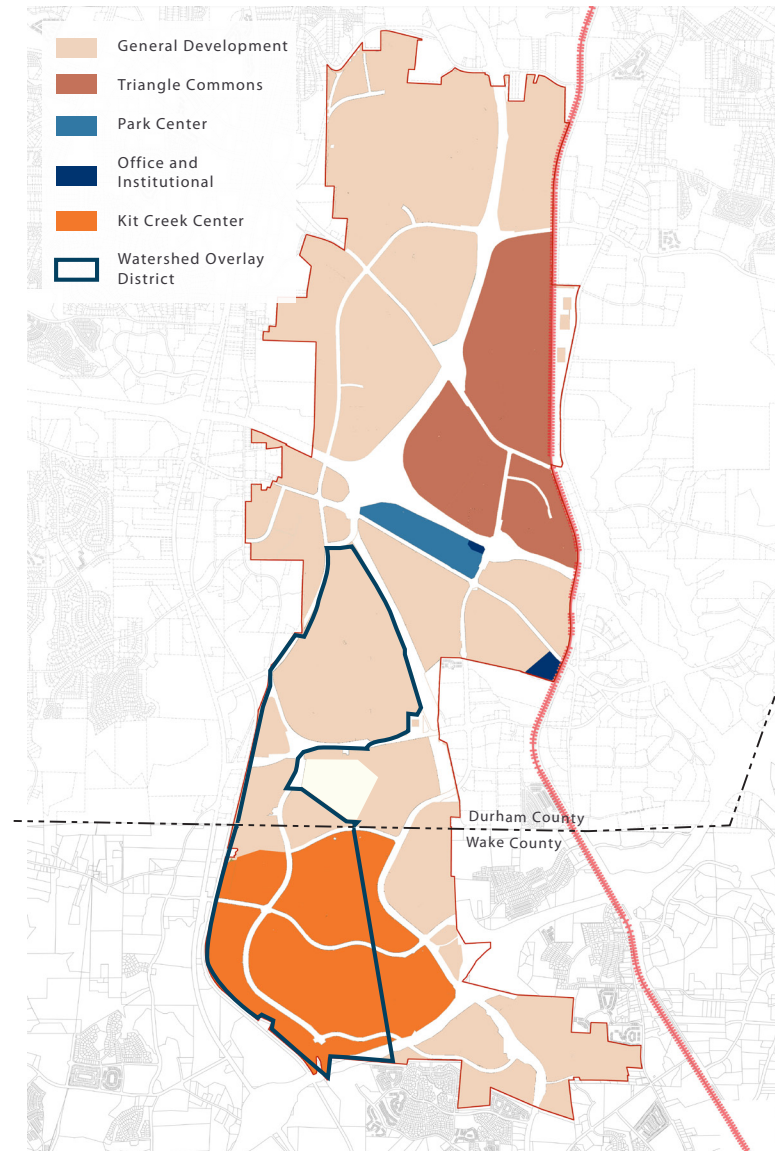 General Development
Triangle Commons
Park Center
Office and
Institutional
Kit Creek Center
Watershed Overlay
District
Durham County
Wake County